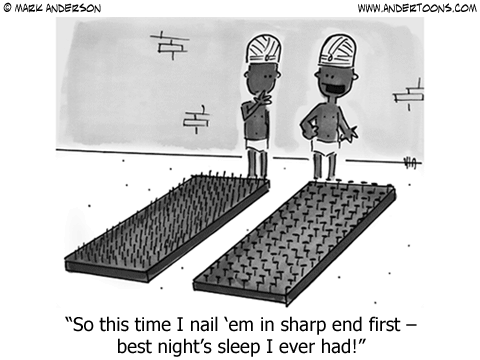 © MARK ANDERSON
WWW.ANDERTOONS.COM
“So this time I nail ‘em in sharp end first –
best night’s sleep I ever had!”